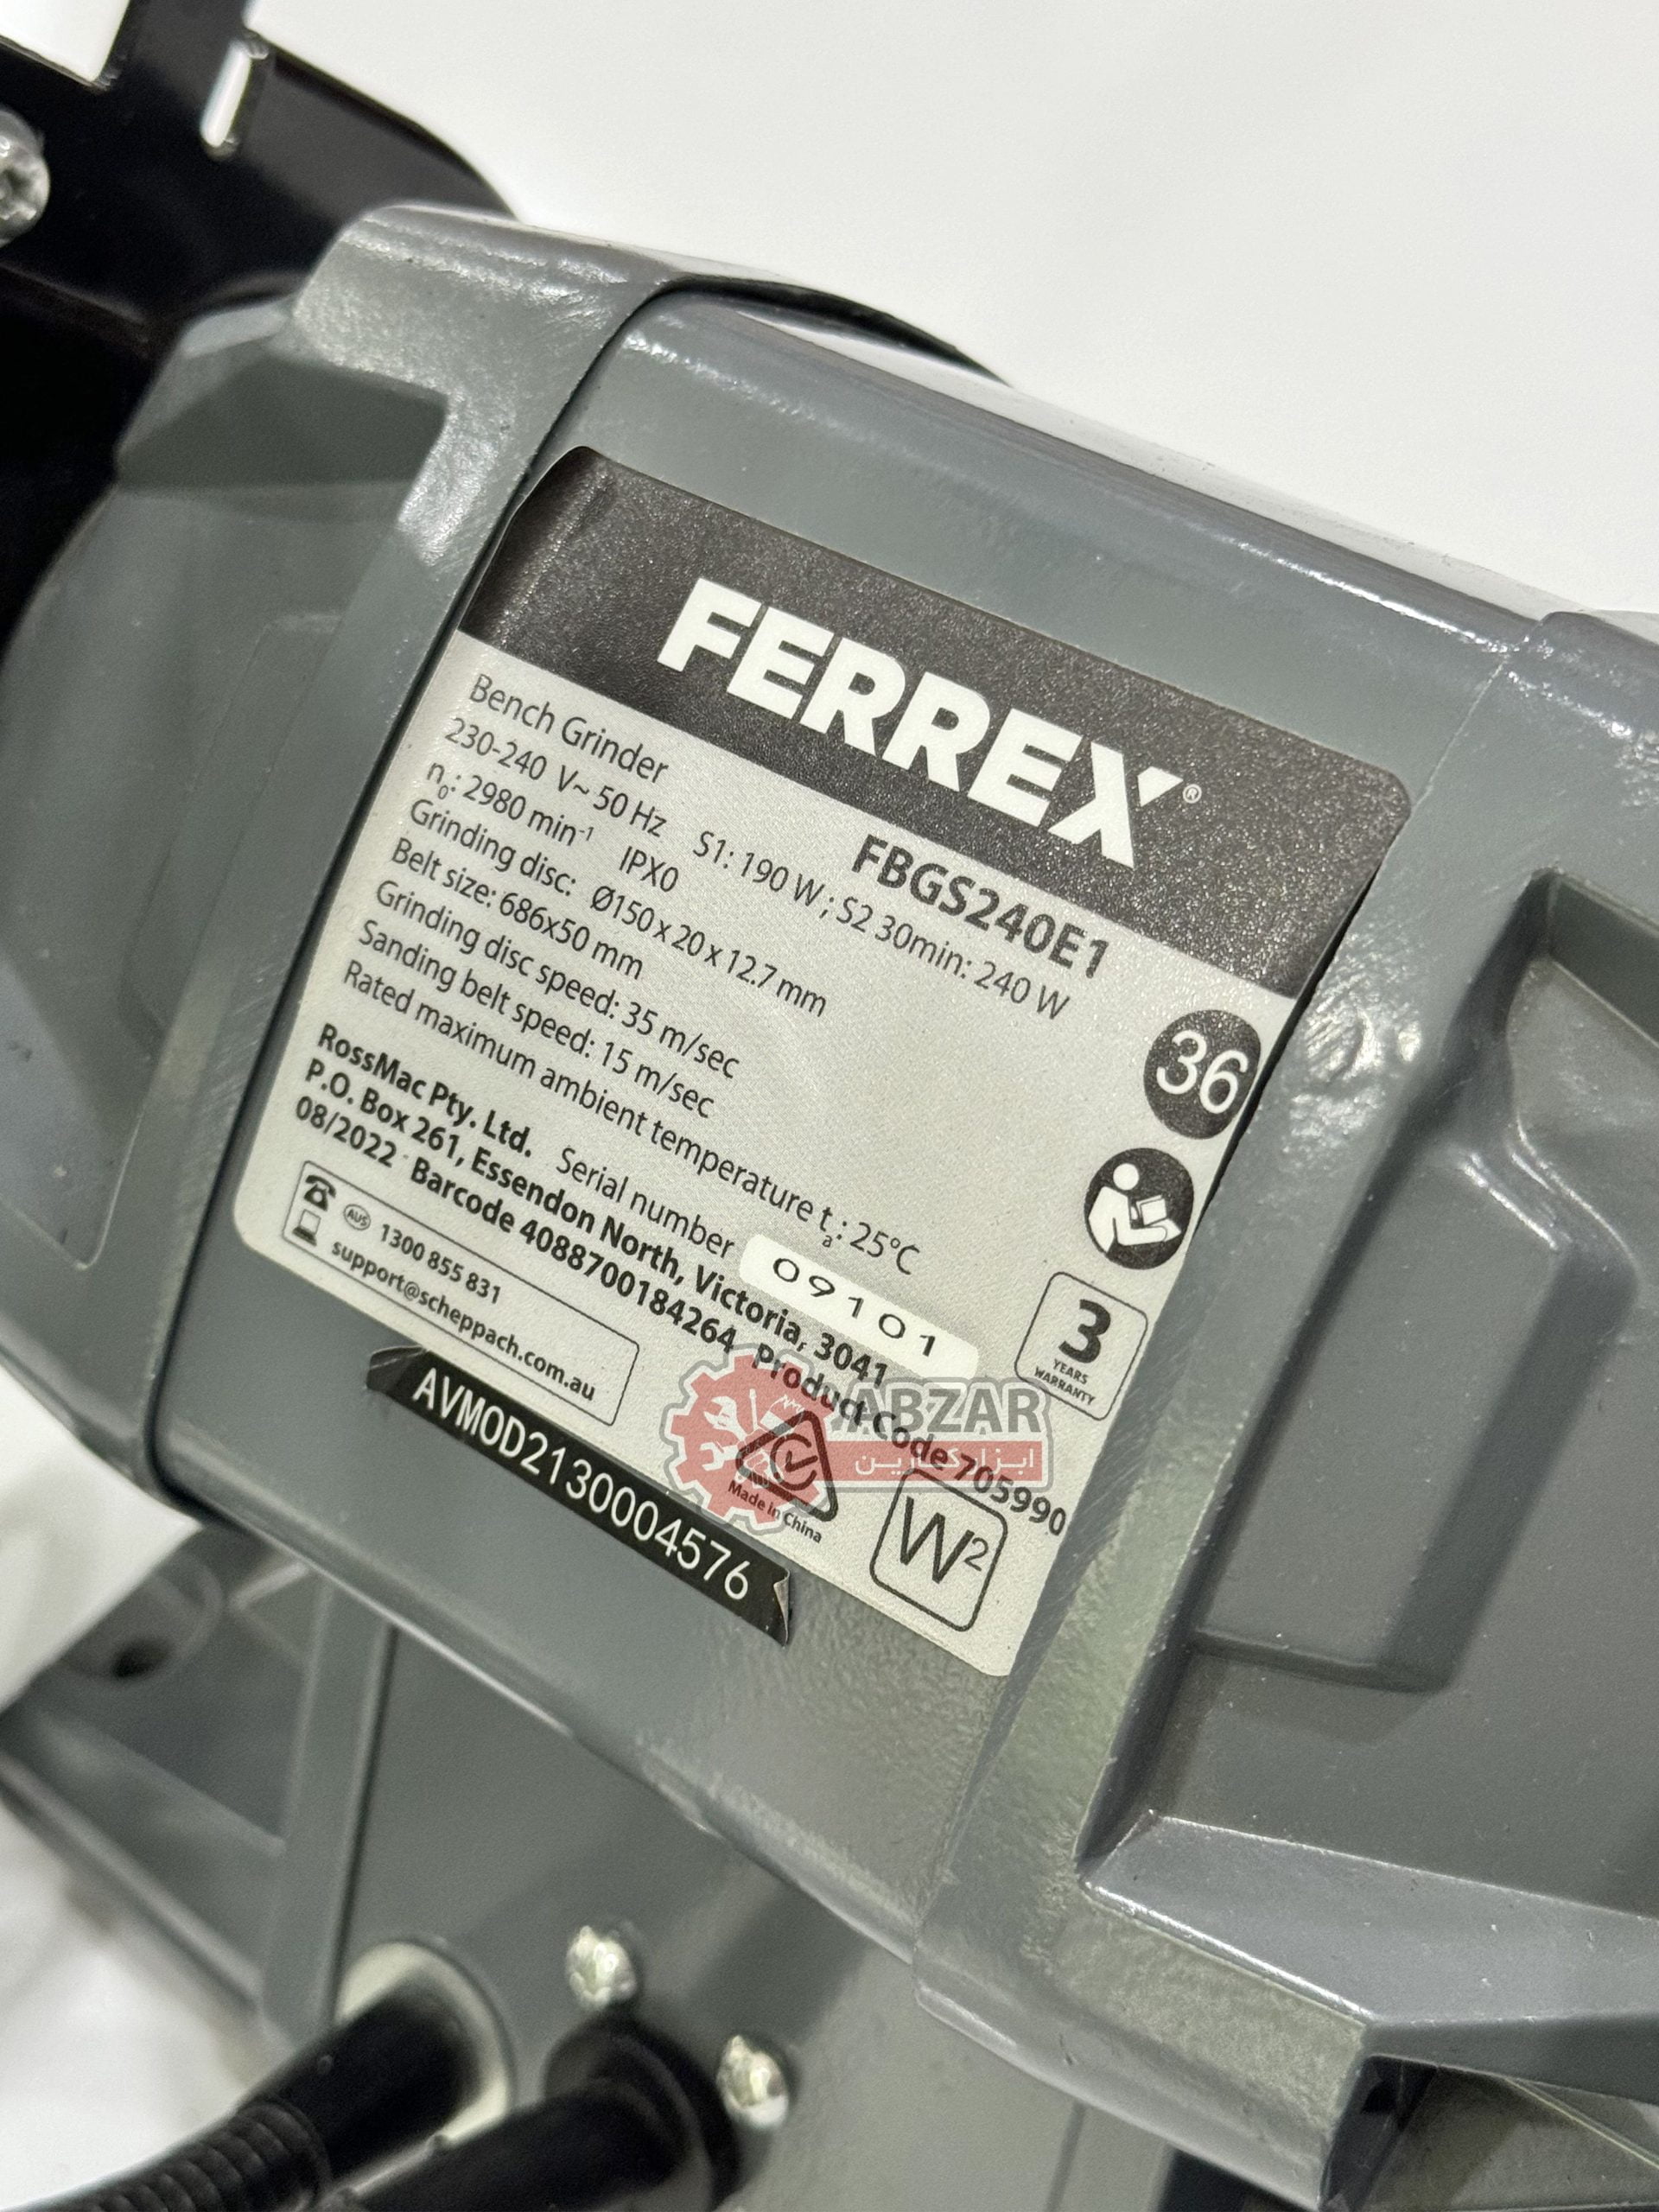 FERREX®
Bench Grinder FBGS240E1
230-240 V~ 50 Hz S1: 190 W ; S2 30min: 240 W
n0: 2980 min-1 IPX0
Grinding disc: Ø150 x 20 x 12.7 mm
Belt size: 686x50 mm
Grinding disc speed: 35 m/sec
Sanding belt speed: 15 m/sec
Rated maximum ambient temperature ta: 25°C
36
RossMac Pty. Ltd. Serial number 09101
P.O. Box 261, Essendon North, Victoria, 3041
08/2022 Barcode 4088700184264 Product Code 705990
AUS 1300 855 831
support@scheppach.com.au
3
YEARS
WARRANTY
Made in China
W2
AVMOD2130004576
ABZAR
ابزارکارین